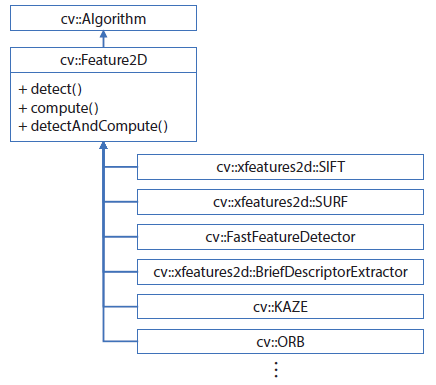 cv::Algorithm
cv::Feature2D
+ detect()
+ compute()
+ detectAndCompute()
cv::xfeatures2d::SIFT
cv::xfeatures2d::SURF
cv::FastFeatureDetector
cv::xfeatures2d::BriefDescriptorExtractor
cv::KAZE
cv::ORB
⋮